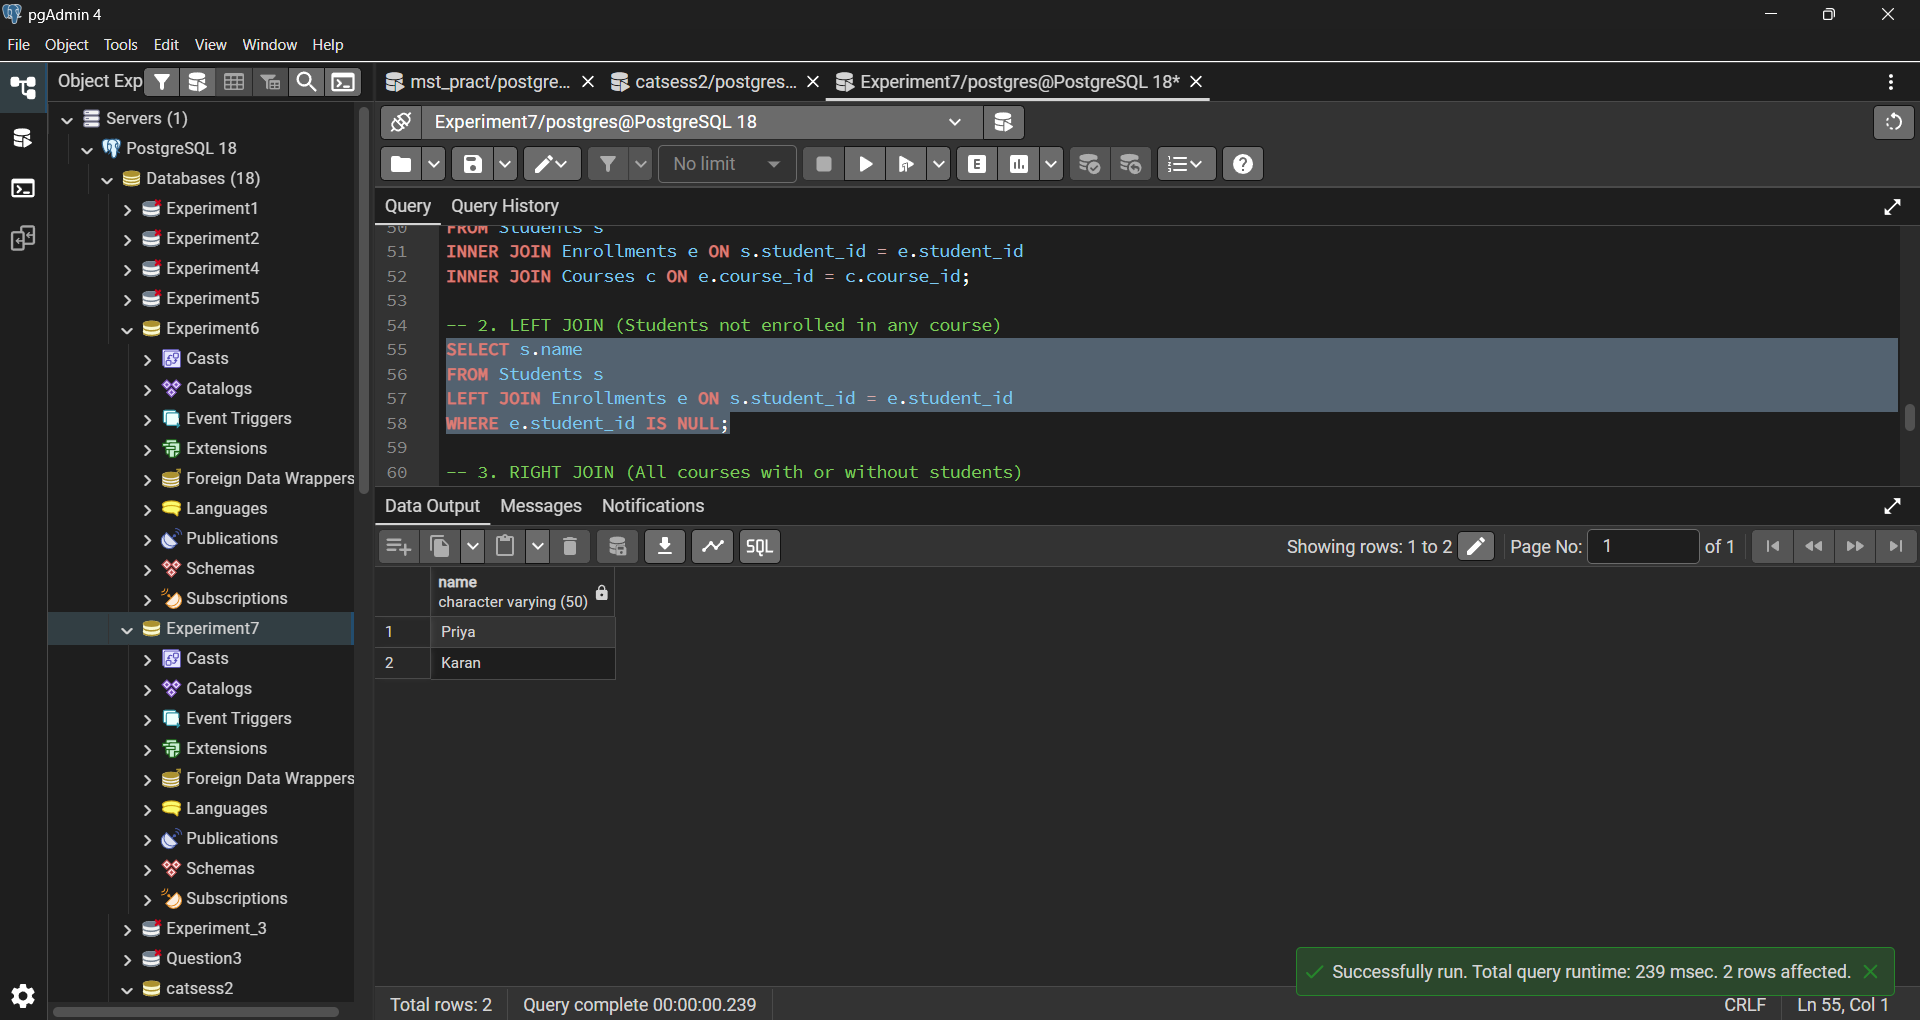 pgAdmin 4
File Object Tools Edit View Window Help
Object Exp
mst_pract/postgre... catsess2/postgres... Experiment7/postgres@PostgreSQL 18*
Servers (1)
PostgreSQL 18
Databases (18)
Experiment1
Experiment2
Experiment4
Experiment5
Experiment6
Casts
Catalogs
Event Triggers
Extensions
Foreign Data Wrappers
Languages
Publications
Schemas
Subscriptions
Experiment7
Casts
Catalogs
Event Triggers
Extensions
Foreign Data Wrappers
Languages
Publications
Schemas
Subscriptions
Experiment_3
Question3
catsess2
Experiment7/postgres@PostgreSQL 18
No limit
E
Query Query History
50 FROM Students s
51 INNER JOIN Enrollments e ON s.student_id = e.student_id
52 INNER JOIN Courses c ON e.course_id = c.course_id;
53
54 -- 2. LEFT JOIN (Students not enrolled in any course)
55 SELECT s.name
56 FROM Students s
57 LEFT JOIN Enrollments e ON s.student_id = e.student_id
58 WHERE e.student_id IS NULL;
59
60 -- 3. RIGHT JOIN (All courses with or without students)
Data Output Messages Notifications
SQL
Showing rows: 1 to 2 Page No: 1 of 1
name
character varying (50)
1 Priya
2 Karan
Successfully run. Total query runtime: 239 msec. 2 rows affected.
Total rows: 2 Query complete 00:00:00.239 CRLF Ln 55, Col 1